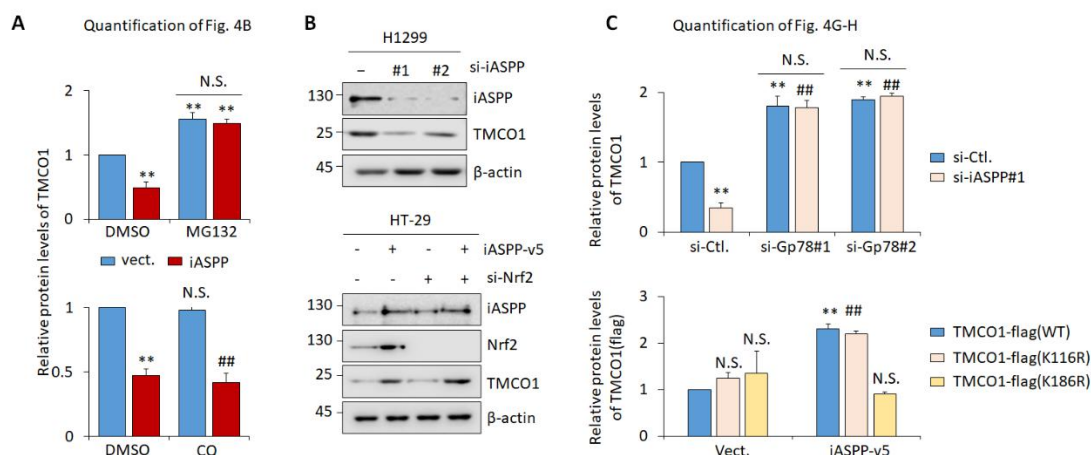 A Quantification of Fig. 4B
Relative protein levels of TMCO1
N.S.
** **
**
2
1
0
DMSO MG132
vect. iASPP
N.S.
**
##
1
0.5
0
DMSO CQ
B
H1299
si-iASPP – #1 #2
130 iASPP
25 TMCO1
45 β-actin
HT-29
- + - + iASPP-v5
- - + + si-Nrf2
130 iASPP
130 Nrf2
25 TMCO1
45 β-actin
C Quantification of Fig. 4G-H
Relative protein levels
of TMCO1
N.S. N.S.
** ## ** ##
**
2
1
0
si-Ctl. si-Gp78#1 si-Gp78#2
si-Ctl.
si-iASPP#1
Relative protein levels
of TMCO1(flag)
** ##
N.S. N.S. N.S.
3
2
1
0
Vect. iASPP-v5
TMCO1-flag(WT)
TMCO1-flag(K116R)
TMCO1-flag(K186R)